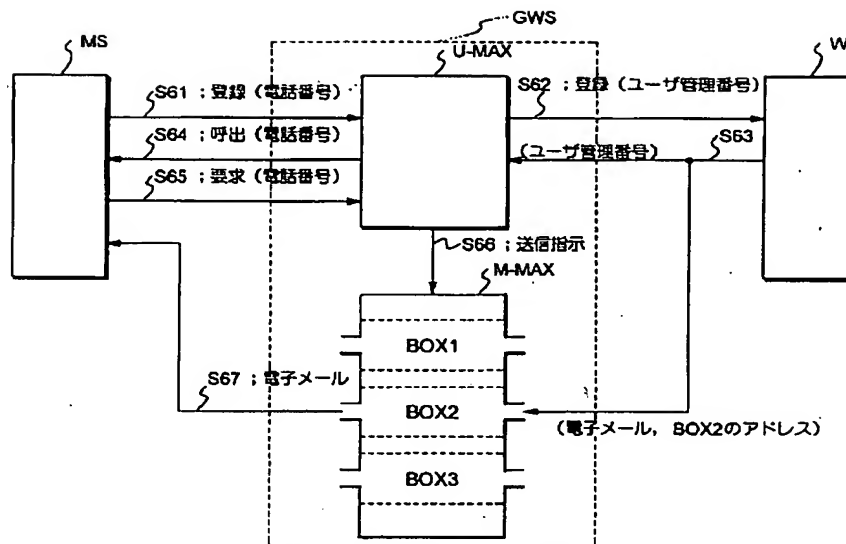 GWS
MS
U-MAX
W
S61 ; 登録 (電話番号)
S62 ; 登録 (ユーザ管理番号)
S64 ; 呼出 (電話番号)
(ユーザ管理番号)
S63
S65 ; 要求 (電話番号)
S66 ; 送信指示
M-MAX
BOX1
S67 ; 電子メール
BOX2
(電子メール, BOX2のアドレス)
BOX3